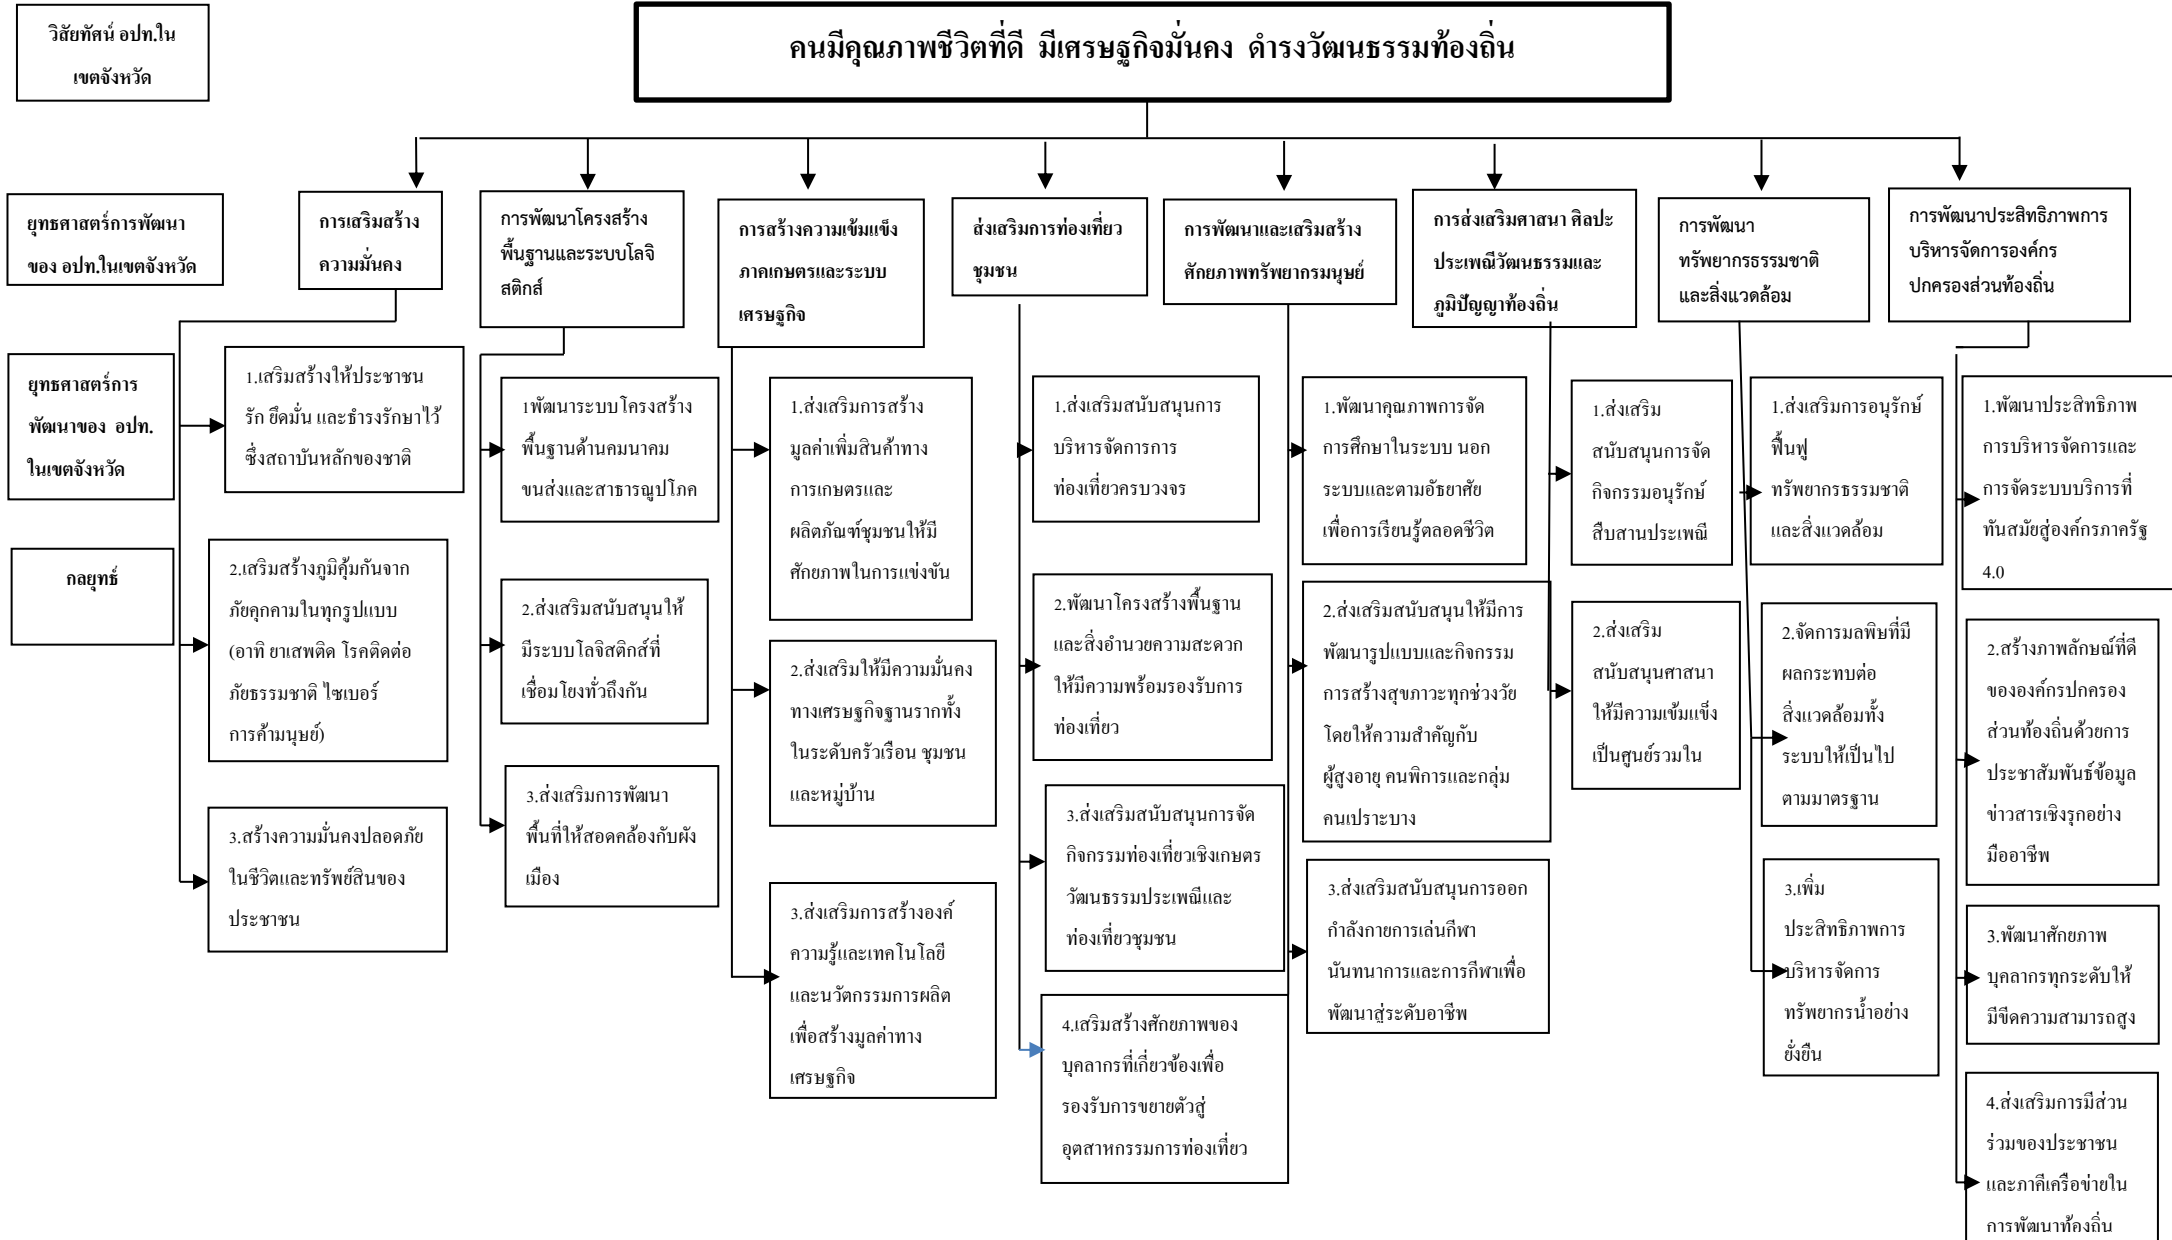 วิสัยทัศน์ อปท.ใน
เขตจังหวัด
คนมีคุณภาพชีวิตที่ดี มีเศรษฐกิจมั่นคง ดำรงวัฒนธรรมท้องถิ่น
ยุทธศาสตร์การพัฒนา
ของ อปท.ในเขตจังหวัด
การเสริมสร้าง
ความมั่นคง
การพัฒนาโครงสร้าง
พื้นฐานและระบบโลจิ
สติกส์
การสร้างความเข้มแข็ง
ภาคเกษตรและระบบ
เศรษฐกิจ
ส่งเสริมการท่องเที่ยว
ชุมชน
การพัฒนาและเสริมสร้าง
ศักยภาพทรัพยากรมนุษย์
การส่งเสริมศาสนา ศิลปะ
ประเพณีวัฒนธรรมและ
ภูมิปัญญาท้องถิ่น
การพัฒนา
ทรัพยากรธรรมชาติ
และสิ่งแวดล้อม
การพัฒนาประสิทธิภาพการ
บริหารจัดการองค์กร
ปกครองส่วนท้องถิ่น
ยุทธศาสตร์การ
พัฒนาของ อปท.
ในเขตจังหวัด
กลยุทธ์
1.เสริมสร้างให้ประชาชน
รัก ยึดมั่น และธำรงรักษาไว้
ซึ่งสถาบันหลักของชาติ
2.เสริมสร้างภูมิคุ้มกันจาก
ภัยคุกคามในทุกรูปแบบ
(อาทิ ยาเสพติด โรคติดต่อ
ภัยธรรมชาติ ไซเบอร์
การค้ามนุษย์)
3.สร้างความมั่นคงปลอดภัย
ในชีวิตและทรัพย์สินของ
ประชาชน
1พัฒนาระบบโครงสร้าง
พื้นฐานด้านคมนาคม
ขนส่งและสาธารณูปโภค
2.ส่งเสริมสนับสนุนให้
มีระบบโลจิสติกส์ที่
เชื่อมโยงทั่วถึงกัน
3.ส่งเสริมการพัฒนา
พื้นที่ให้สอดคล้องกับผัง
เมือง
1.ส่งเสริมการสร้าง
มูลค่าเพิ่มสินค้าทาง
การเกษตรและ
ผลิตภัณฑ์ชุมชนให้มี
ศักยภาพในการแข่งขัน
2.ส่งเสริมให้มีความมั่นคง
ทางเศรษฐกิจฐานรากทั้ง
ในระดับครัวเรือน ชุมชน
และหมู่บ้าน
3.ส่งเสริมการสร้างองค์
ความรู้และเทคโนโลยี
และนวัตกรรมการผลิต
เพื่อสร้างมูลค่าทาง
เศรษฐกิจ
1.ส่งเสริมสนับสนุนการ
บริหารจัดการการ
ท่องเที่ยวครบวงจร
2.พัฒนาโครงสร้างพื้นฐาน
และสิ่งอำนวยความสะดวก
ให้มีความพร้อมรองรับการ
ท่องเที่ยว
3.ส่งเสริมสนับสนุนการจัด
กิจกรรมท่องเที่ยวเชิงเกษตร
วัฒนธรรมประเพณีและ
ท่องเที่ยวชุมชน
4.เสริมสร้างศักยภาพของ
บุคลากรที่เกี่ยวข้องเพื่อ
รองรับการขยายตัวสู่
อุตสาหกรรมการท่องเที่ยว
1.พัฒนาคุณภาพการจัด
การศึกษาในระบบ นอก
ระบบและตามอัธยาศัย
เพื่อการเรียนรู้ตลอดชีวิต
2.ส่งเสริมสนับสนุนให้มีการ
พัฒนารูปแบบและกิจกรรม
การสร้างสุขภาวะทุกช่วงวัย
โดยให้ความสำคัญกับ
ผู้สูงอายุ คนพิการและกลุ่ม
คนเปราะบาง
3.ส่งเสริมสนับสนุนการออก
กำลังกายการเล่นกีฬา
นันทนาการและการกีฬาเพื่อ
พัฒนาสู่ระดับอาชีพ
1.ส่งเสริม
สนับสนุนการจัด
กิจกรรมอนุรักษ์
สืบสานประเพณี
2.ส่งเสริม
สนับสนุนศาสนา
ให้มีความเข้มแข็ง
เป็นศูนย์รวมใน
1.ส่งเสริมการอนุรักษ์
ฟื้นฟู
ทรัพยากรธรรมชาติ
และสิ่งแวดล้อม
2.จัดการมลพิษที่มี
ผลกระทบต่อ
สิ่งแวดล้อมทั้ง
ระบบให้เป็นไป
ตามมาตรฐาน
3.เพิ่ม
ประสิทธิภาพการ
บริหารจัดการ
ทรัพยากรน้ำอย่าง
ยั่งยืน
1.พัฒนาประสิทธิภาพ
การบริหารจัดการและ
การจัดระบบบริการที่
ทันสมัยสู่องค์กรภาครัฐ
4.0
2.สร้างภาพลักษณ์ที่ดี
ขององค์กรปกครอง
ส่วนท้องถิ่นด้วยการ
ประชาสัมพันธ์ข้อมูล
ข่าวสารเชิงรุกอย่าง
มืออาชีพ
3.พัฒนาศักยภาพ
บุคลากรทุกระดับให้
มีขีดความสามารถสูง
4.ส่งเสริมการมีส่วน
ร่วมของประชาชน
และภาคีเครือข่ายใน
การพัฒนาท้องถิ่น